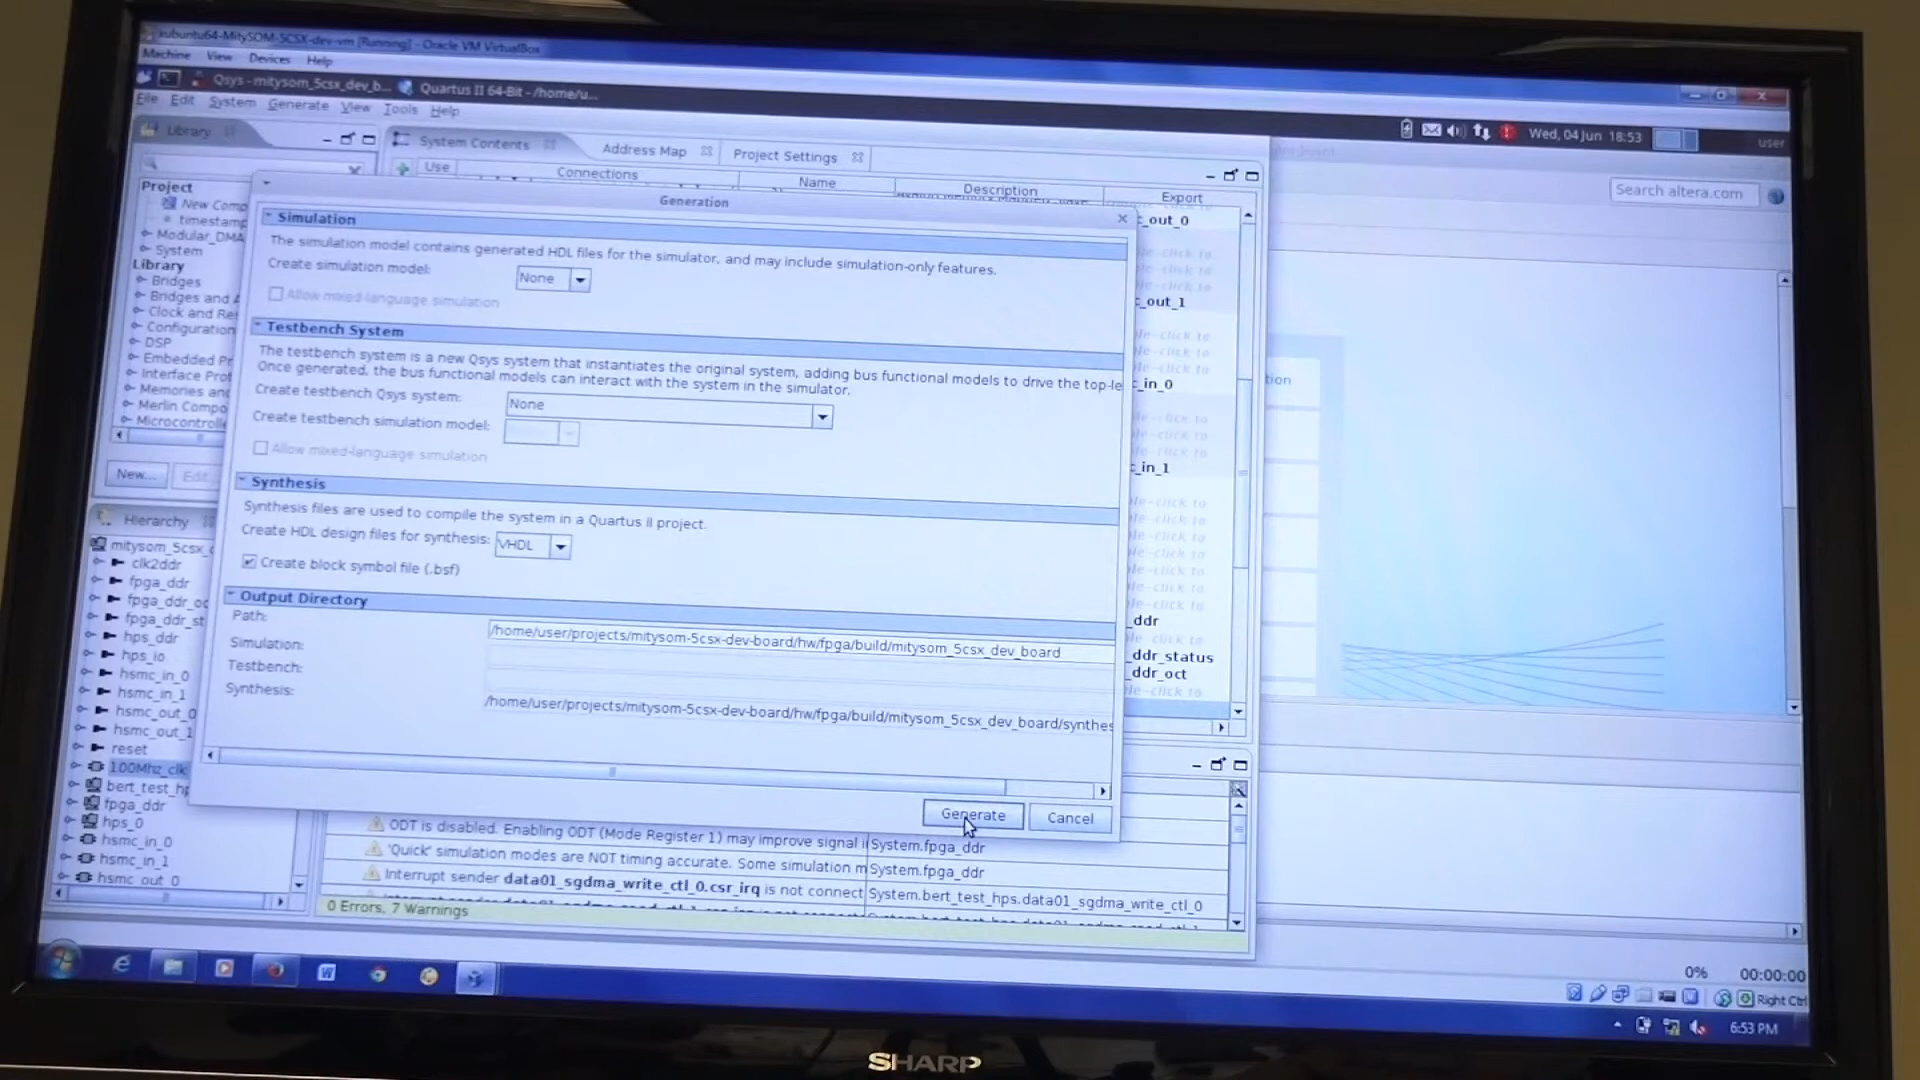 xubuntu64-MitySOM-5CSX-dev-vm [Running] - Oracle VM VirtualBox
Machine View Devices Help
Qsys - mitysom_5csx_dev_b... Quartus II 64-Bit - /home/u...
Wed, 04 Jun 18:53 user
File Edit System Generate View Tools Help
Library
System Contents Address Map Project Settings
Use Connections Name Description Export
Search altera.com
Project
New Comp
timestamp
Modular_DMA
System
Library
Bridges
Bridges and A
Clock and Re
Configuration
DSP
Embedded Pr
Interface Prot
Memories and
Merlin Compo
Microcontroll
New... Edit
Hierarchy
mitysom_5csx_
clk2ddr
fpga_ddr
fpga_ddr_oc
fpga_ddr_st
hps_ddr
hps_io
hsmc_in_0
hsmc_in_1
hsmc_out_0
hsmc_out_1
reset
100Mhz_clk
bert_test_hp
fpga_ddr
hps_0
hsmc_in_0
hsmc_in_1
hsmc_out_0
Generation
Simulation
The simulation model contains generated HDL files for the simulator, and may include simulation-only features.
Create simulation model: None
Allow mixed-language simulation
Testbench System
The testbench system is a new Qsys system that instantiates the original system, adding bus functional models to drive the top-le
Once generated, the bus functional models can interact with the system in the simulator.
Create testbench Qsys system: None
Create testbench simulation model:
Allow mixed-language simulation
Synthesis
Synthesis files are used to compile the system in a Quartus II project.
Create HDL design files for synthesis: VHDL
Create block symbol file (.bsf)
Output Directory
Path: /home/user/projects/mitysom-5csx-dev-board/hw/fpga/build/mitysom_5csx_dev_board
Simulation:
Testbench:
Synthesis: /home/user/projects/mitysom-5csx-dev-board/hw/fpga/build/mitysom_5csx_dev_board/synthes
Generate Cancel
_out_0
_out_1
_in_0
_in_1
_ddr
_ddr_status
_ddr_oct
tion
ODT is disabled. Enabling ODT (Mode Register 1) may improve signal i System.fpga_ddr
'Quick' simulation modes are NOT timing accurate. Some simulation m System.fpga_ddr
Interrupt sender data01_sgdma_write_ctl_0.csr_irq is not connect System.bert_test_hps.data01_sgdma_write_ctl_0
0 Errors, 7 Warnings
0% 00:00:00
Right Ctrl
6:53 PM
SHARP